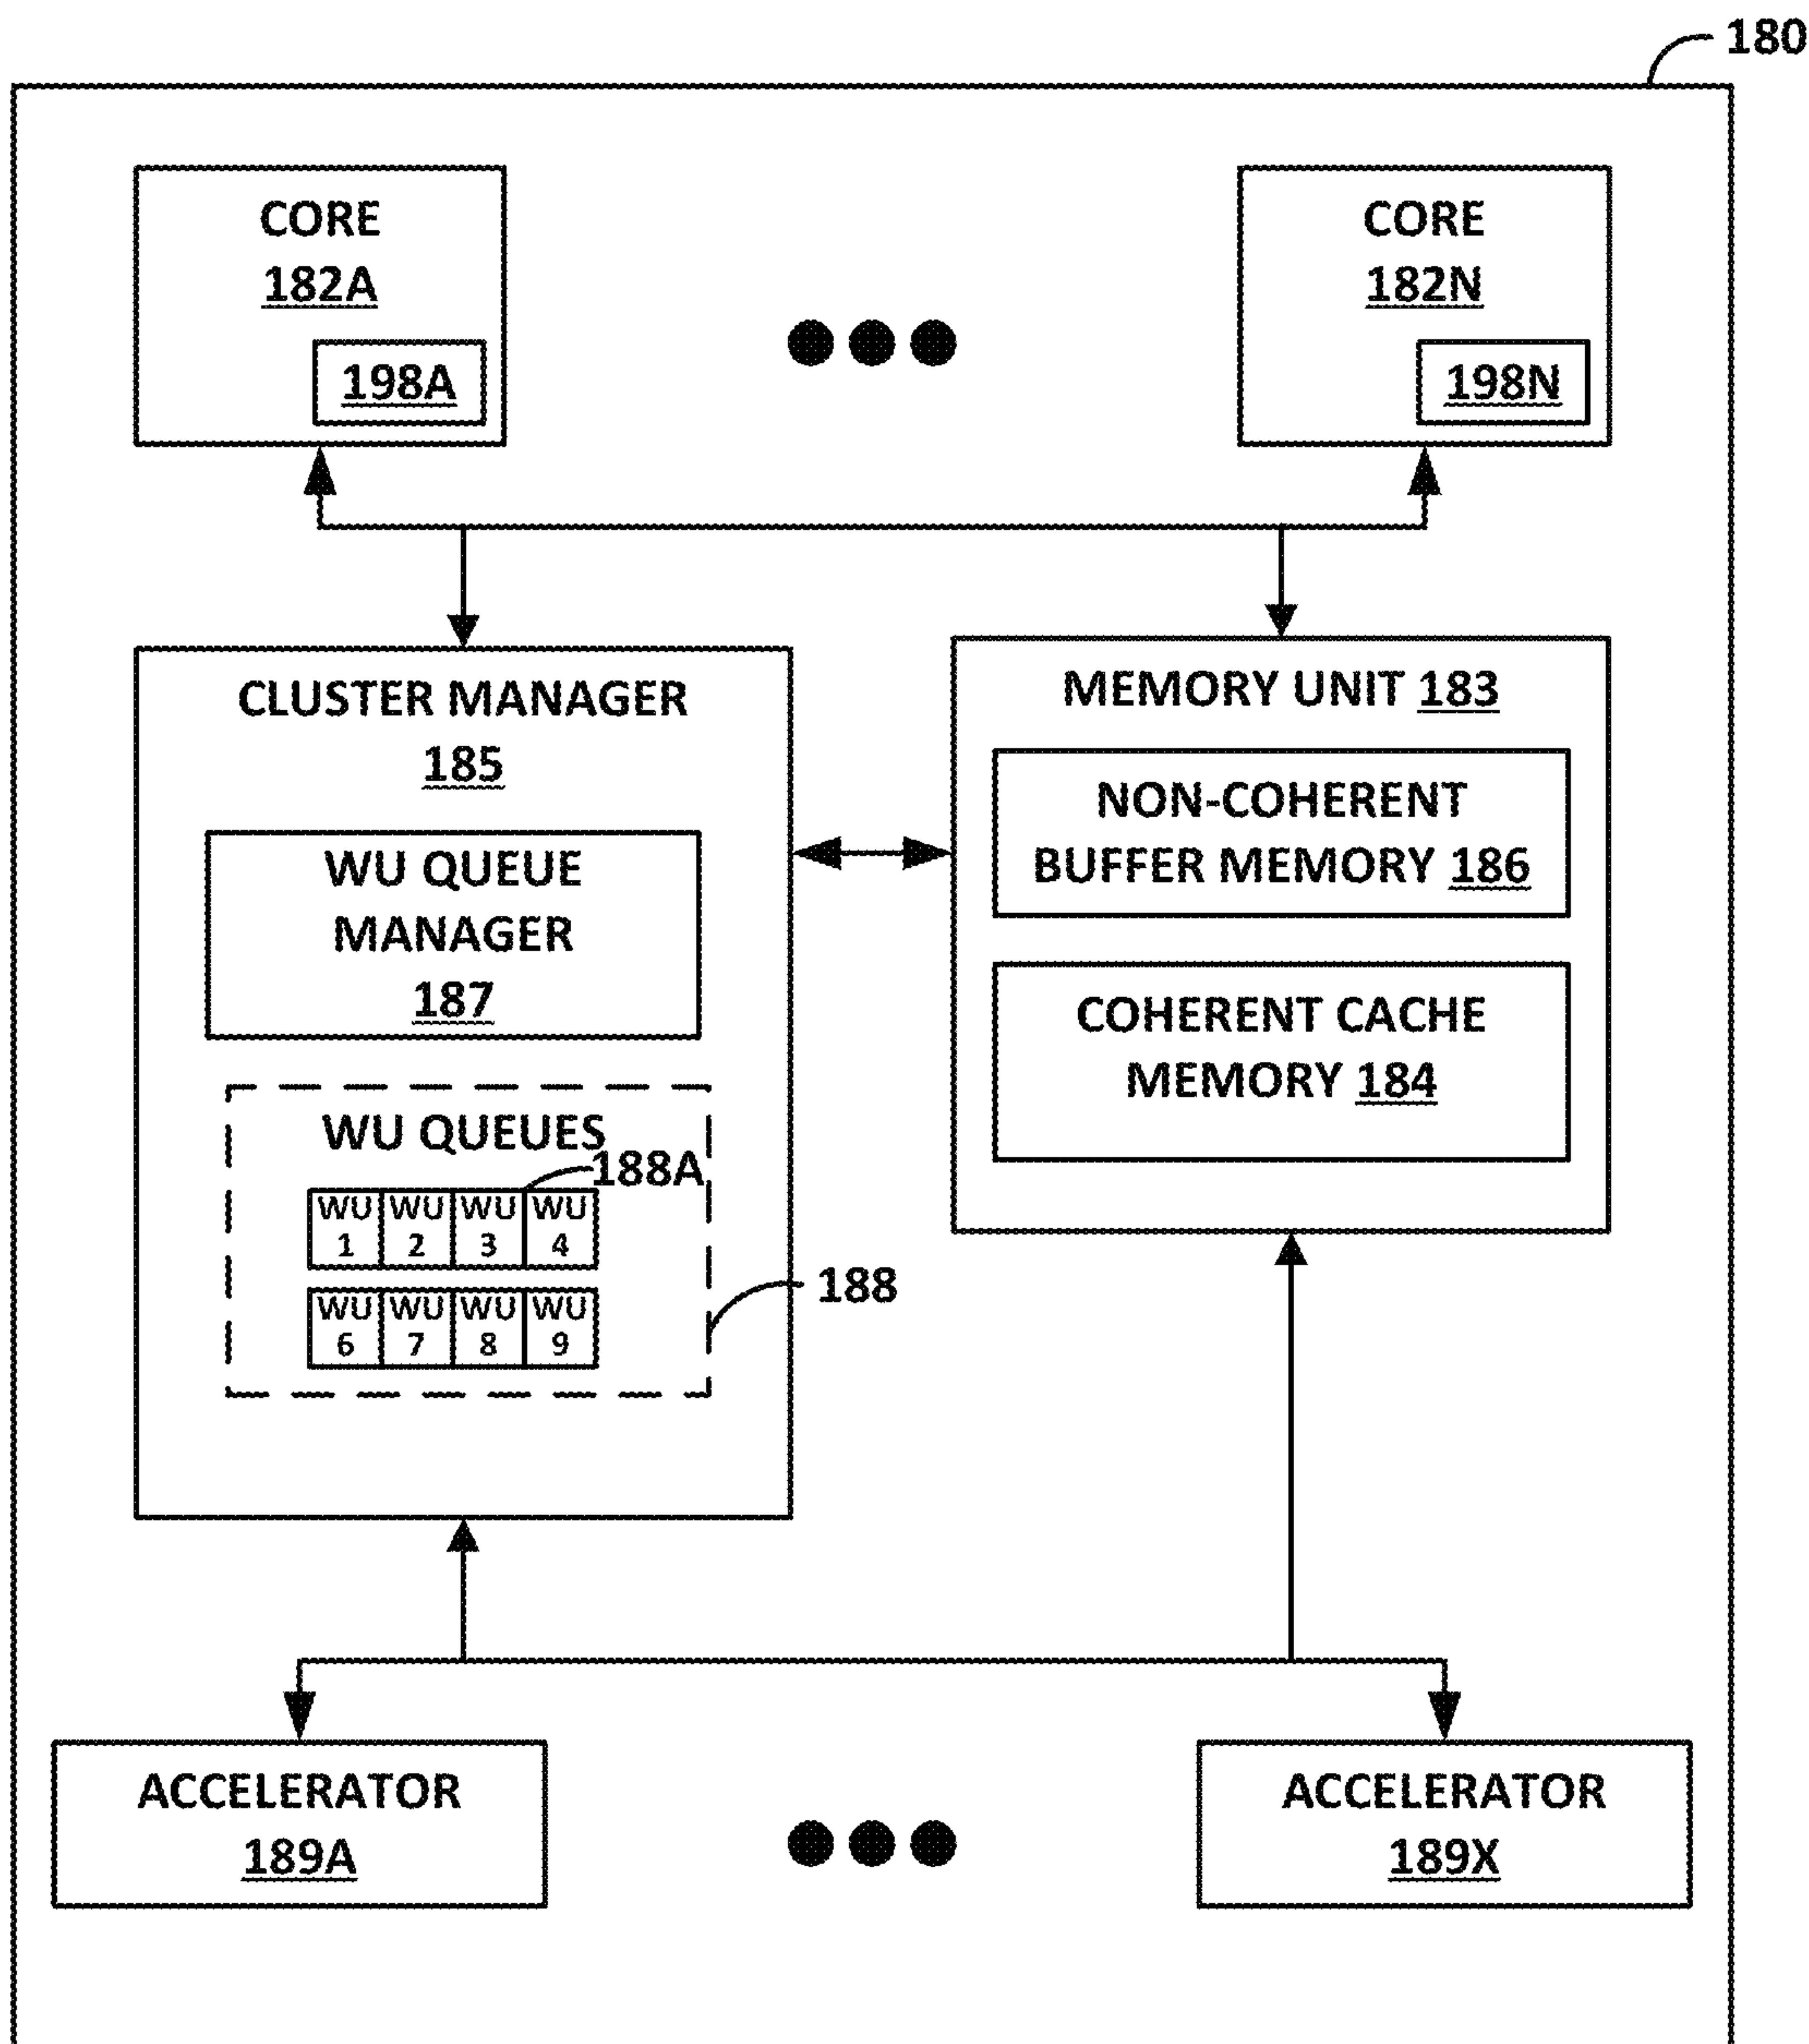 180
CORE
182A
198A
CORE
182N
198N
CLUSTER MANAGER
185
WU QUEUE
MANAGER
187
WU QUEUES
188A
WU WU WU WU
1 2 3 4
WU WU WU WU
6 7 8 9
188
MEMORY UNIT 183
NON-COHERENT
BUFFER MEMORY 186
COHERENT CACHE
MEMORY 184
ACCELERATOR
189A
ACCELERATOR
189X